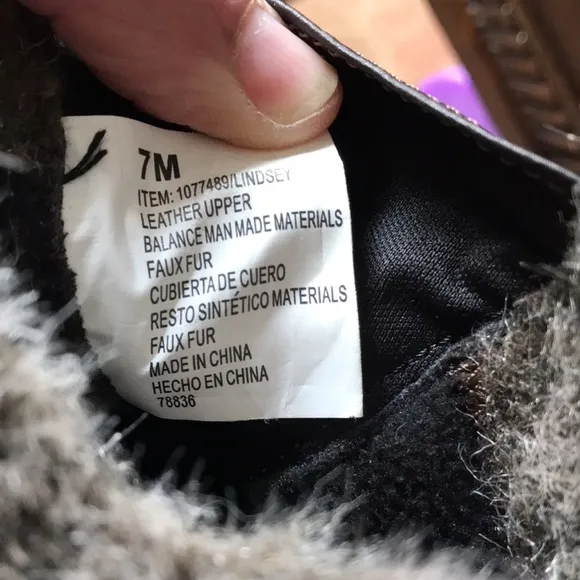 7M
ITEM: 1077489/LINDSEY
LEATHER UPPER
BALANCE MAN MADE MATERIALS
FAUX FUR
CUBIERTA DE CUERO
RESTO SINTÉTICO MATERIALS
FAUX FUR
MADE IN CHINA
HECHO EN CHINA
78836